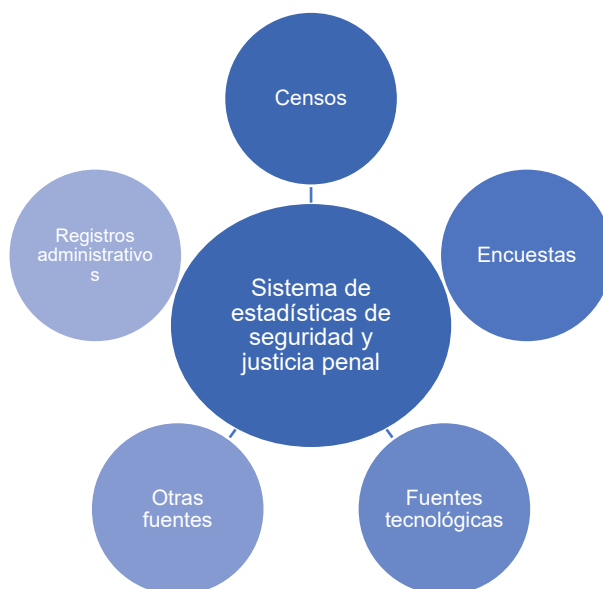 Censos
Registros
administrativo
s
Encuestas
Sistema de
estadísticas de
seguridad y
justicia penal
Otras
fuentes
Fuentes
tecnológicas